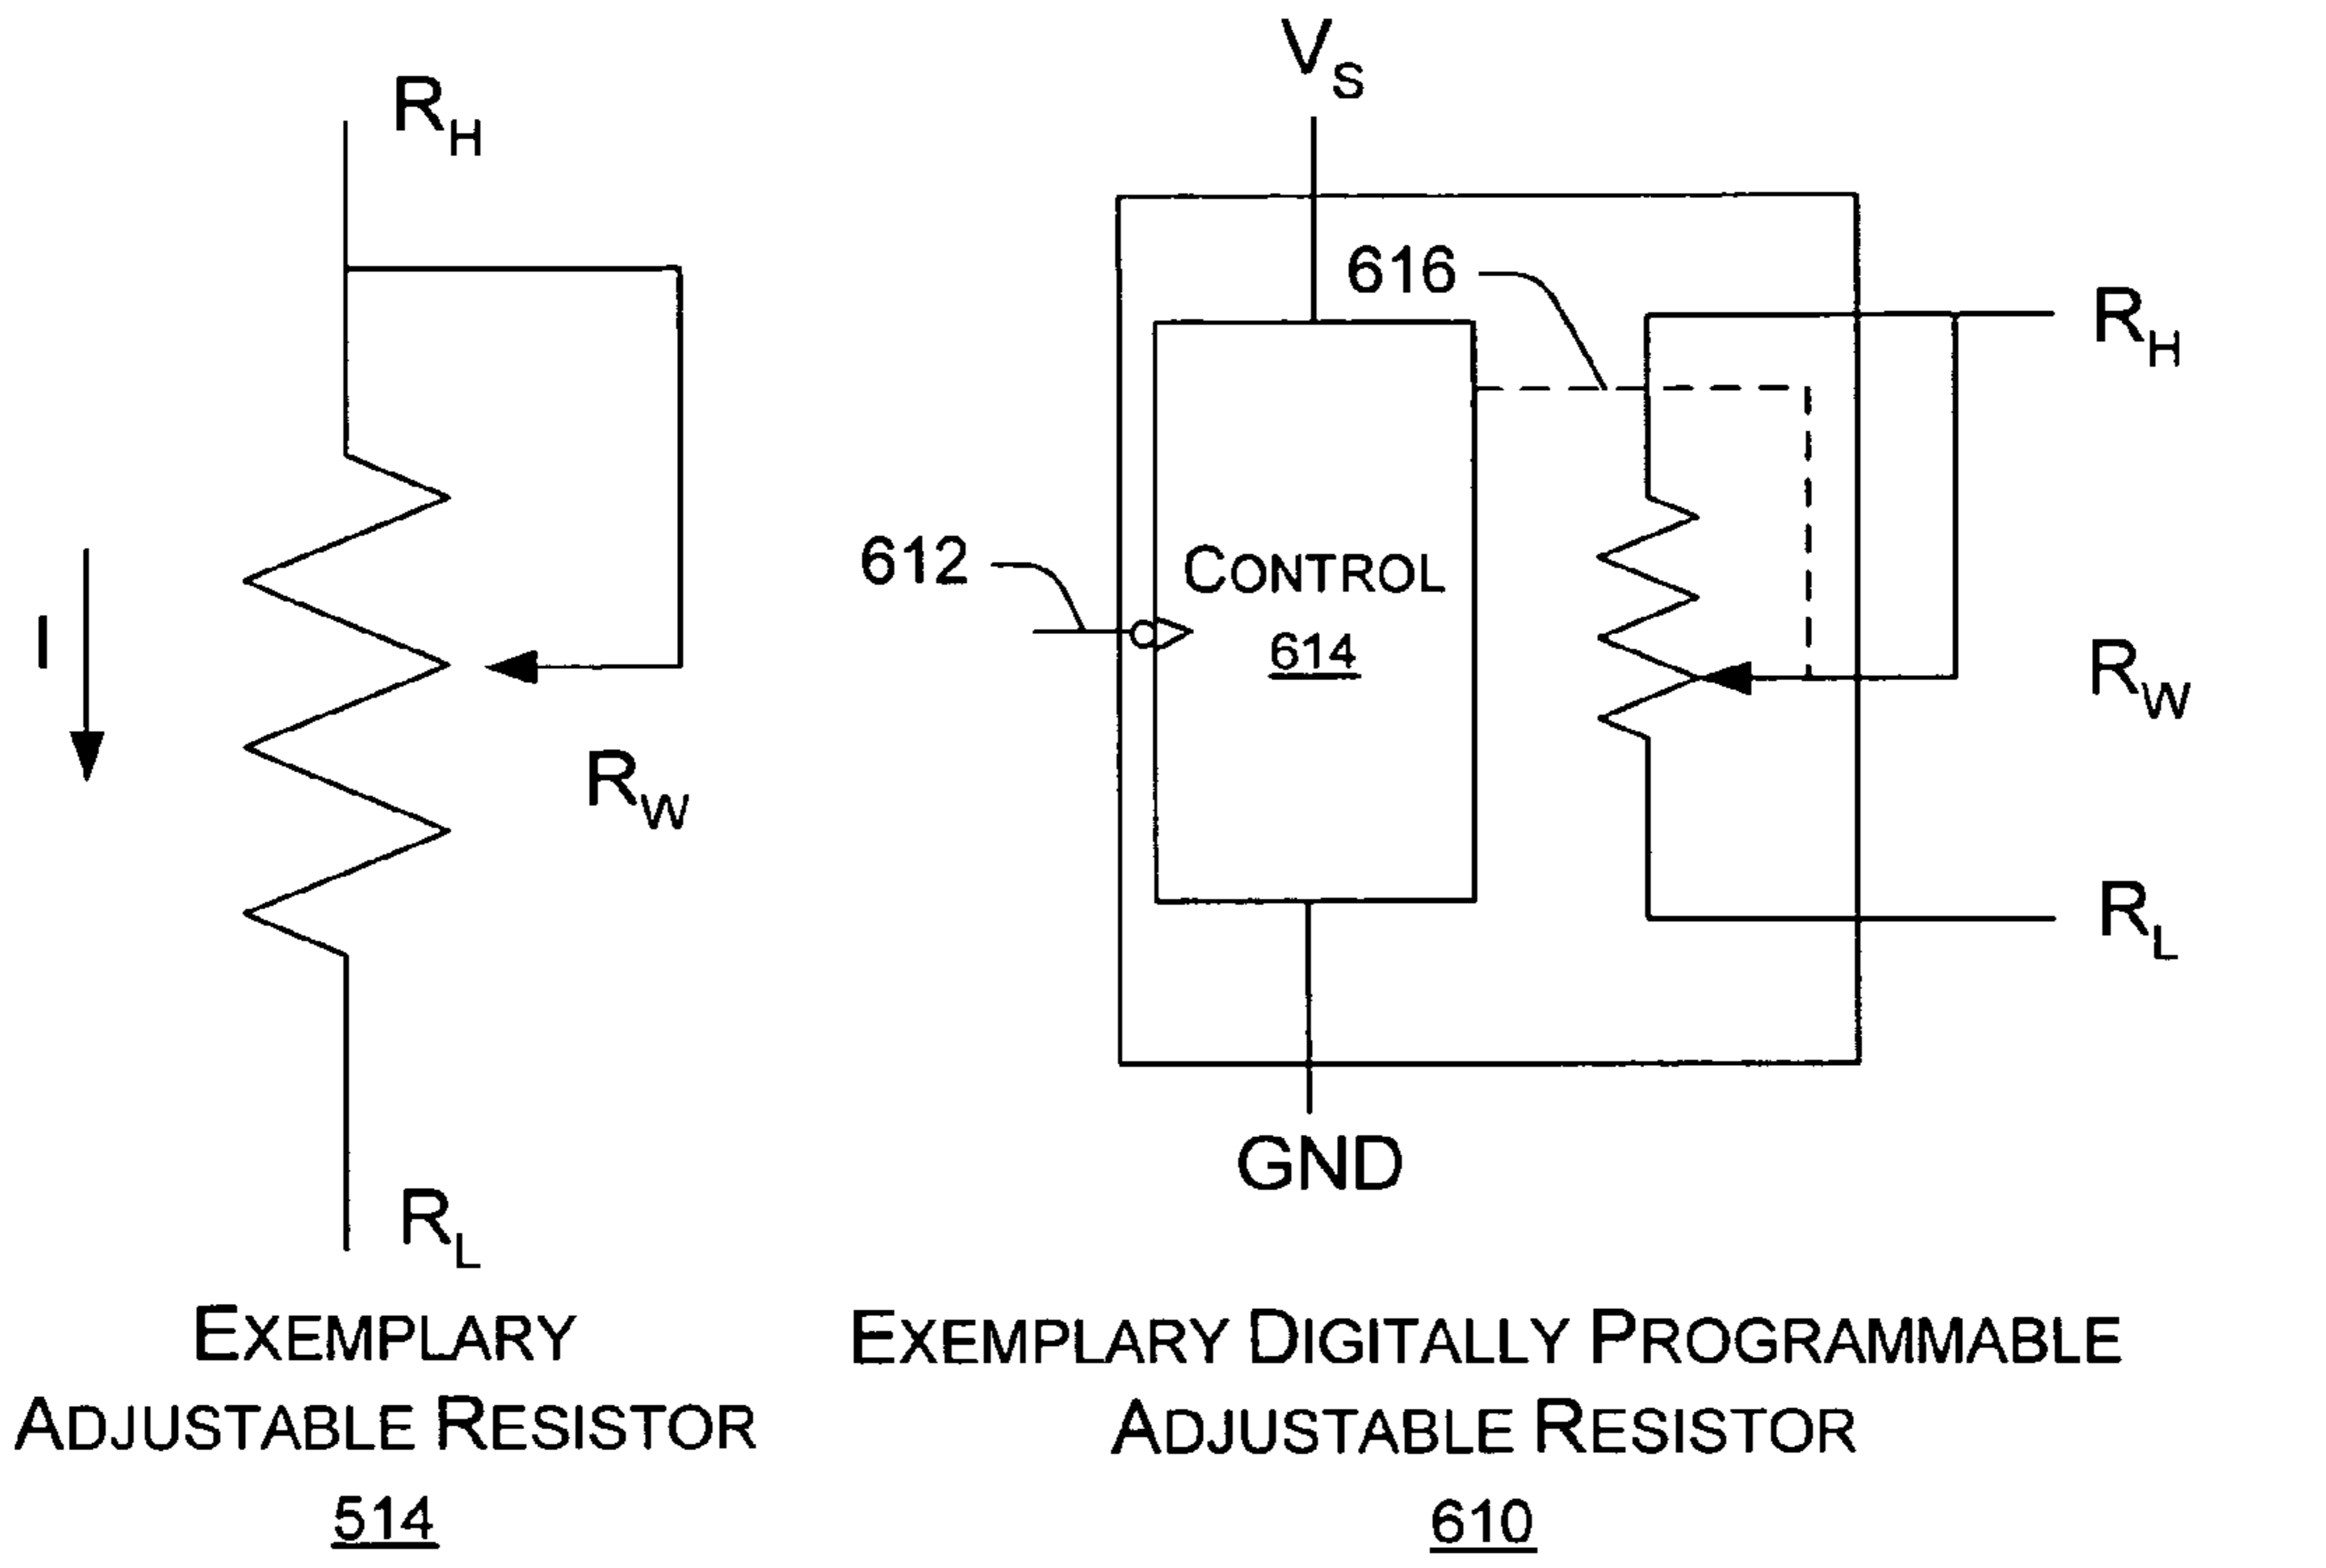 R_H
I
R_W
R_L
EXEMPLARY
ADJUSTABLE RESISTOR
514
V_S
616
R_H
612
CONTROL
614
R_W
R_L
GND
EXEMPLARY DIGITALLY PROGRAMMABLE
ADJUSTABLE RESISTOR
610